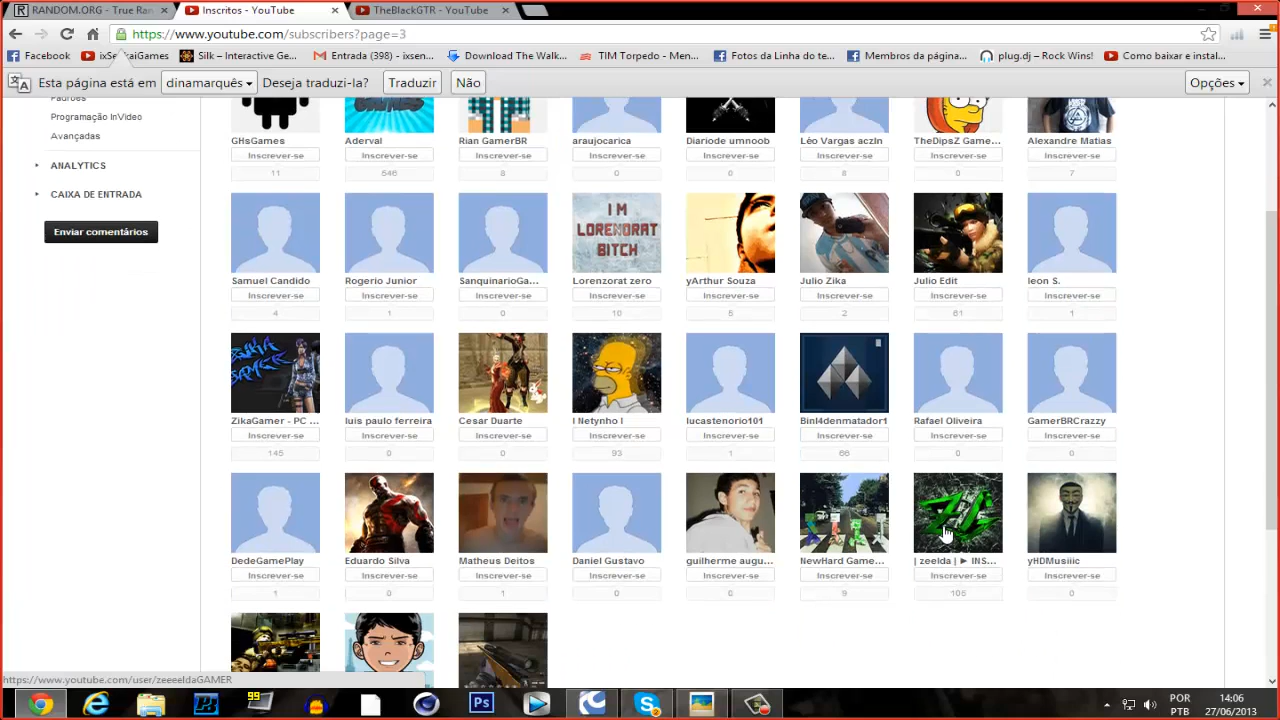 RANDOM.ORG - True Ran
Inscritos - YouTube
TheBlackGTR - YouTube
https://www.youtube.com/subscribers?page=3
Facebook
ixSensaiGames
Silk – Interactive Ge...
Entrada (398) - ixsen...
Download The Walk...
TIM Torpedo - Men...
Fotos da Linha do te...
Membros da página...
plug.dj – Rock Wins!
Como baixar e instal...
Esta página está em dinamarquês Deseja traduzi-la? Traduzir Não Opções
Padrões
Programação InVideo
Avançadas
ANALYTICS
CAIXA DE ENTRADA
Enviar comentários
GAMES
GHsGames Aderval Rian GamerBR araujocarica Diariode umnoob Léo Vargas aczIn TheDipsZ Game... Alexandre Matias
Inscrever-se Inscrever-se Inscrever-se Inscrever-se Inscrever-se Inscrever-se Inscrever-se Inscrever-se
11 546 8 0 0 8 0 7
I M
LORENORAT
BITCH
Samuel Candido Rogerio Junior SanquinarioGa... Lorenzorat zero yArthur Souza Julio Zika Julio Edit leon S.
Inscrever-se Inscrever-se Inscrever-se Inscrever-se Inscrever-se Inscrever-se Inscrever-se Inscrever-se
4 1 0 10 5 2 81 1
ZIKA
GAMER
ZikaGamer - PC ... luis paulo ferreira Cesar Duarte l Netynho l lucastenorio101 Binl4denmatador1 Rafael Oliveira GamerBRCrazzy
Inscrever-se Inscrever-se Inscrever-se Inscrever-se Inscrever-se Inscrever-se Inscrever-se Inscrever-se
145 0 0 93 1 66 0 0
DedeGamePlay Eduardo Silva Matheus Deitos Daniel Gustavo guilherme augu... NewHard Game... | zeelda | ► INS... yHDMusiiic
Inscrever-se Inscrever-se Inscrever-se Inscrever-se Inscrever-se Inscrever-se Inscrever-se Inscrever-se
1 0 1 0 0 9 105 0
https://www.youtube.com/user/zeeeeldaGAMER
99
Ps
2
POR
PTB
14:06
27/06/2013